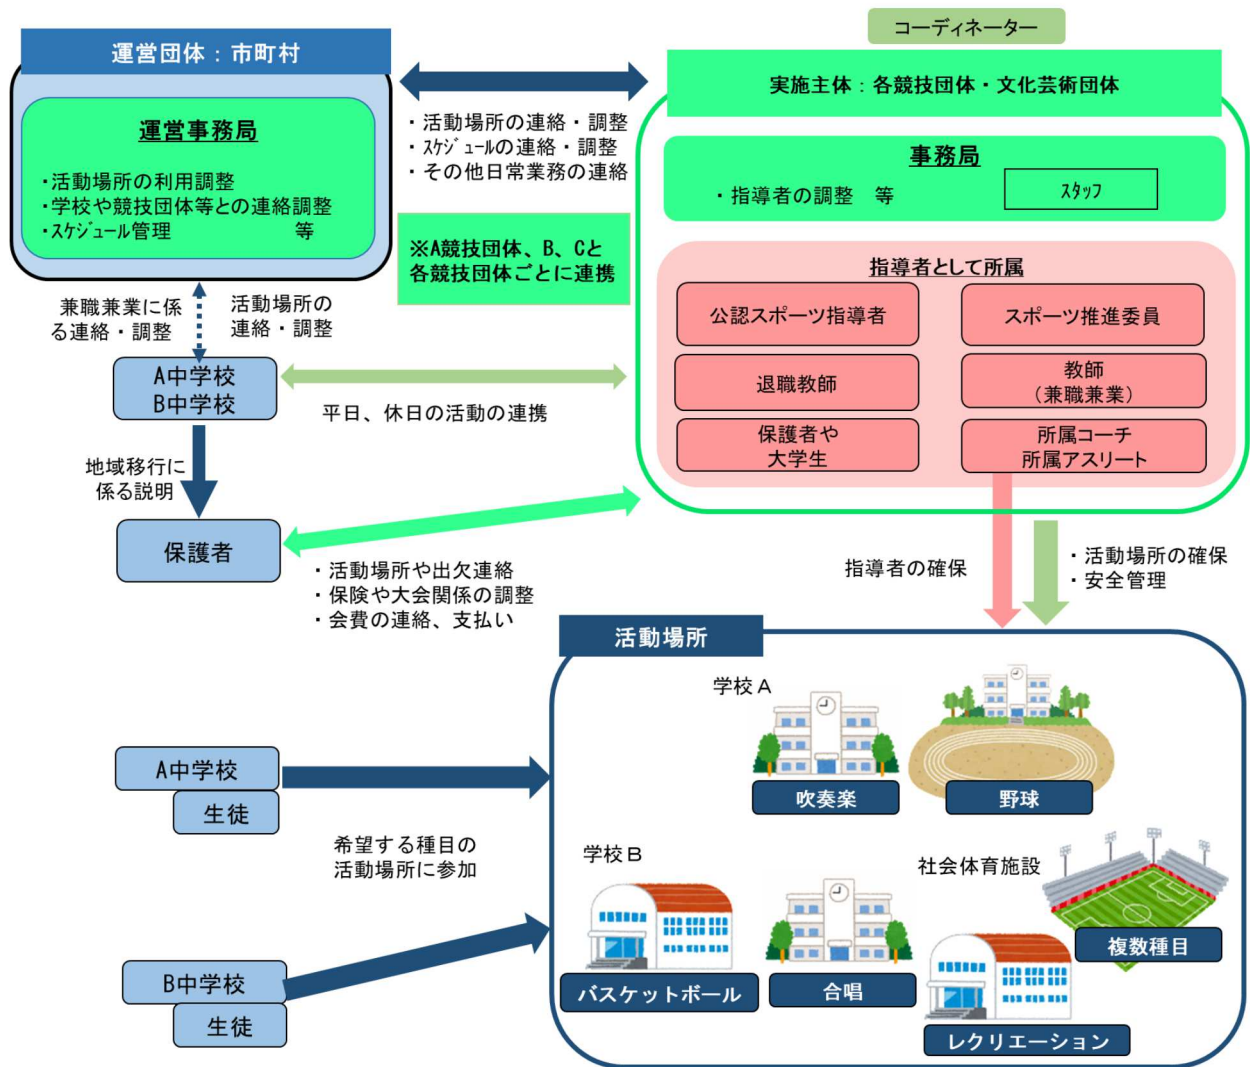 コーディネーター
運営団体：市町村
運営事務局
・活動場所の利用調整
・学校や競技団体等との連絡調整
・ｽｹｼﾞｭｰﾙ管理　等
・活動場所の連絡・調整
・ｽｹｼﾞｭｰﾙの連絡・調整
・その他日常業務の連絡
※A競技団体、B、Cと
各競技団体ごとに連携
実施主体：各競技団体・文化芸術団体
事務局
・指導者の調整　等
ｽﾀｯﾌ
指導者として所属
公認スポーツ指導者
スポーツ推進委員
退職教師
教師
（兼職兼業）
保護者や
大学生
所属コーチ
所属アスリート
兼職兼業に係
る連絡・調整
活動場所の
連絡・調整
A中学校
B中学校
平日、休日の活動の連携
地域移行に
係る説明
保護者
・活動場所や出欠連絡
・保険や大会関係の調整
・会費の連絡、支払い
指導者の確保
・活動場所の確保
・安全管理
活動場所
学校A
吹奏楽
野球
A中学校
生徒
希望する種目の
活動場所に参加
学校B
バスケットボール
合唱
社会体育施設
複数種目
レクリエーション
B中学校
生徒